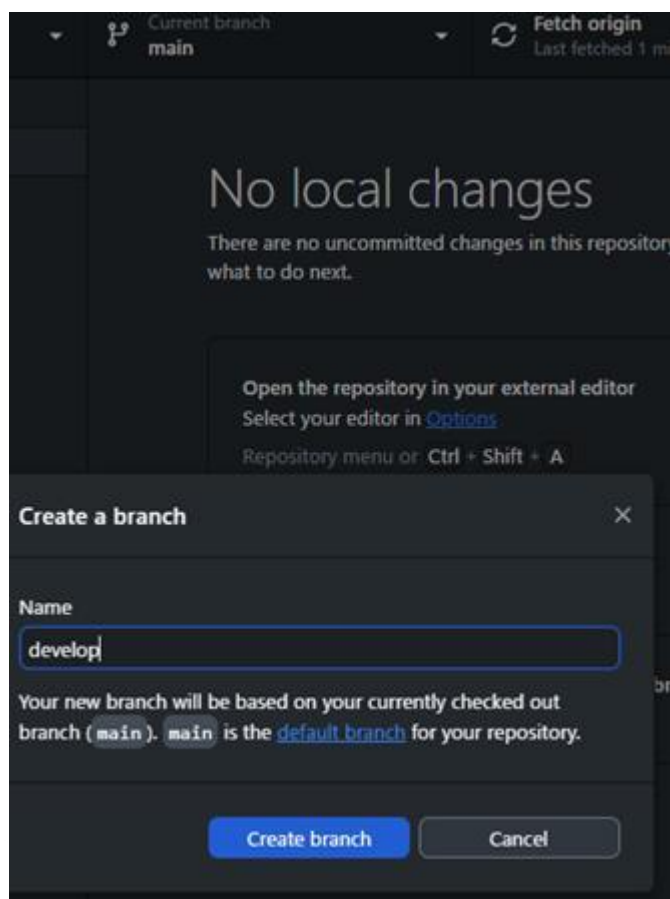 Current branch
main
Fetch origin
Last fetched 1
No local changes
There are no uncommitted changes in this repository
what to do next.
Open the repository in your external editor
Select your editor in Options
Repository menu or Ctrl + Shift + A
Create a branch
Name
develop
Your new branch will be based on your currently checked out
branch (main). main is the default branch for your repository.
Create branch
Cancel